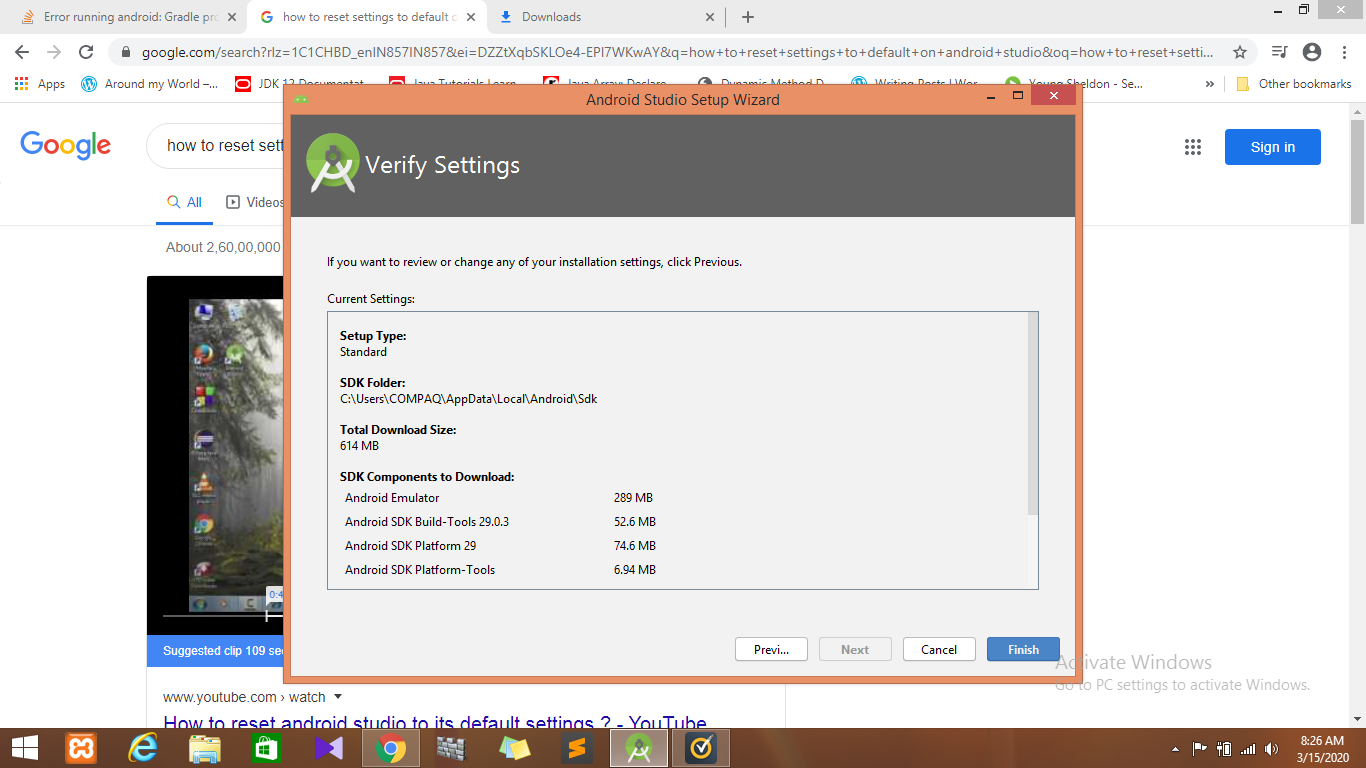 Error running android: Gradle pro
how to reset settings to default o
Downloads
google.com/search?rlz=1C1CHBD_enIN857IN857&ei=DZZtXqbSKLOe4-EPl7WKwAY&q=how+to+reset+settings+to+default+on+android+studio&oq=how+to+reset+setti...
Apps
Around my World –...
JDK 12 Documentat
Java Tutorials Learn
Java Array: Declare
Dynamic Method D
Writing Posts | Wor
Young Sheldon - Se...
»
Other bookmarks
Android Studio Setup Wizard
Google
how to reset sett
Sign in
All
Videos
About 2,60,00,000
Verify Settings
If you want to review or change any of your installation settings, click Previous.
Current Settings:
Setup Type:
Standard
SDK Folder:
C:\Users\COMPAQ\AppData\Local\Android\Sdk
Total Download Size:
614 MB
SDK Components to Download:
Android Emulator 289 MB
Android SDK Build-Tools 29.0.3 52.6 MB
Android SDK Platform 29 74.6 MB
Android SDK Platform-Tools 6.94 MB
Previ...
Next
Cancel
Finish
0:4
Suggested clip 109 sec
Activate Windows
Go to PC settings to activate Windows.
www.youtube.com › watch
How to reset android studio to its default settings ? - YouTube
8:26 AM
3/15/2020